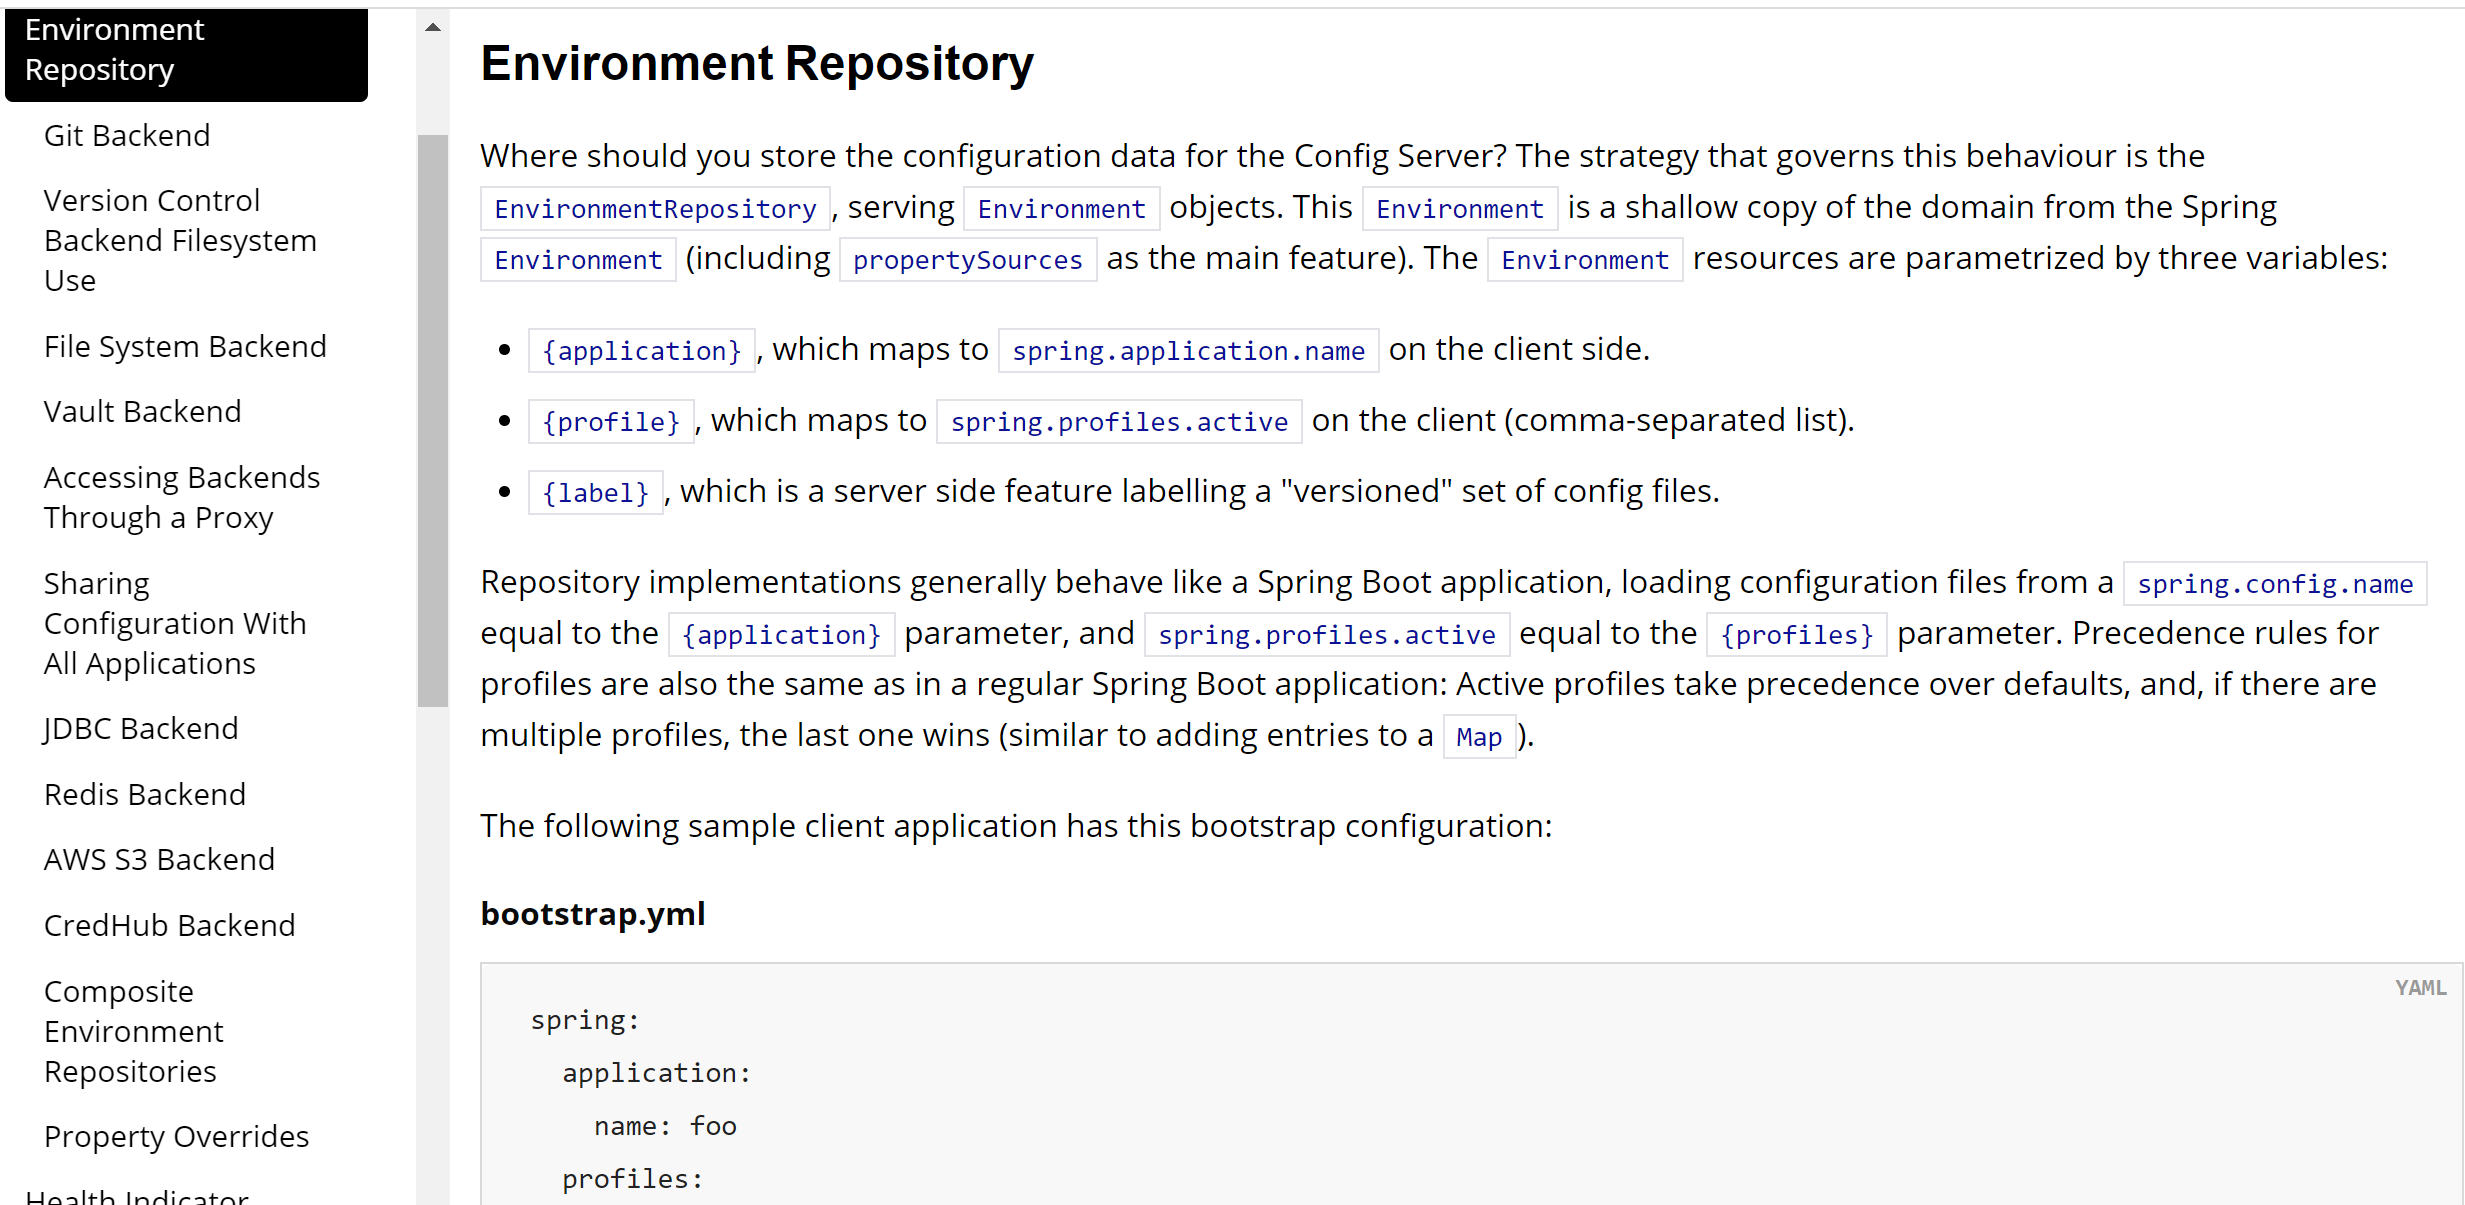 Environment
Repository
Git Backend
Version Control
Backend Filesystem
Use
File System Backend
Vault Backend
Accessing Backends
Through a Proxy
Sharing
Configuration With
All Applications
JDBC Backend
Redis Backend
AWS S3 Backend
CredHub Backend
Composite
Environment
Repositories
Property Overrides
Health Indicator
Environment Repository
Where should you store the configuration data for the Config Server? The strategy that governs this behaviour is the
EnvironmentRepository, serving Environment objects. This Environment is a shallow copy of the domain from the Spring
Environment (including propertySources as the main feature). The Environment resources are parametrized by three variables:
• {application}, which maps to spring.application.name on the client side.
• {profile}, which maps to spring.profiles.active on the client (comma-separated list).
• {label}, which is a server side feature labelling a "versioned" set of config files.
Repository implementations generally behave like a Spring Boot application, loading configuration files from a spring.config.name
equal to the {application} parameter, and spring.profiles.active equal to the {profiles} parameter. Precedence rules for
profiles are also the same as in a regular Spring Boot application: Active profiles take precedence over defaults, and, if there are
multiple profiles, the last one wins (similar to adding entries to a Map).
The following sample client application has this bootstrap configuration:
bootstrap.yml
YAML
spring:
  application:
    name: foo
  profiles: